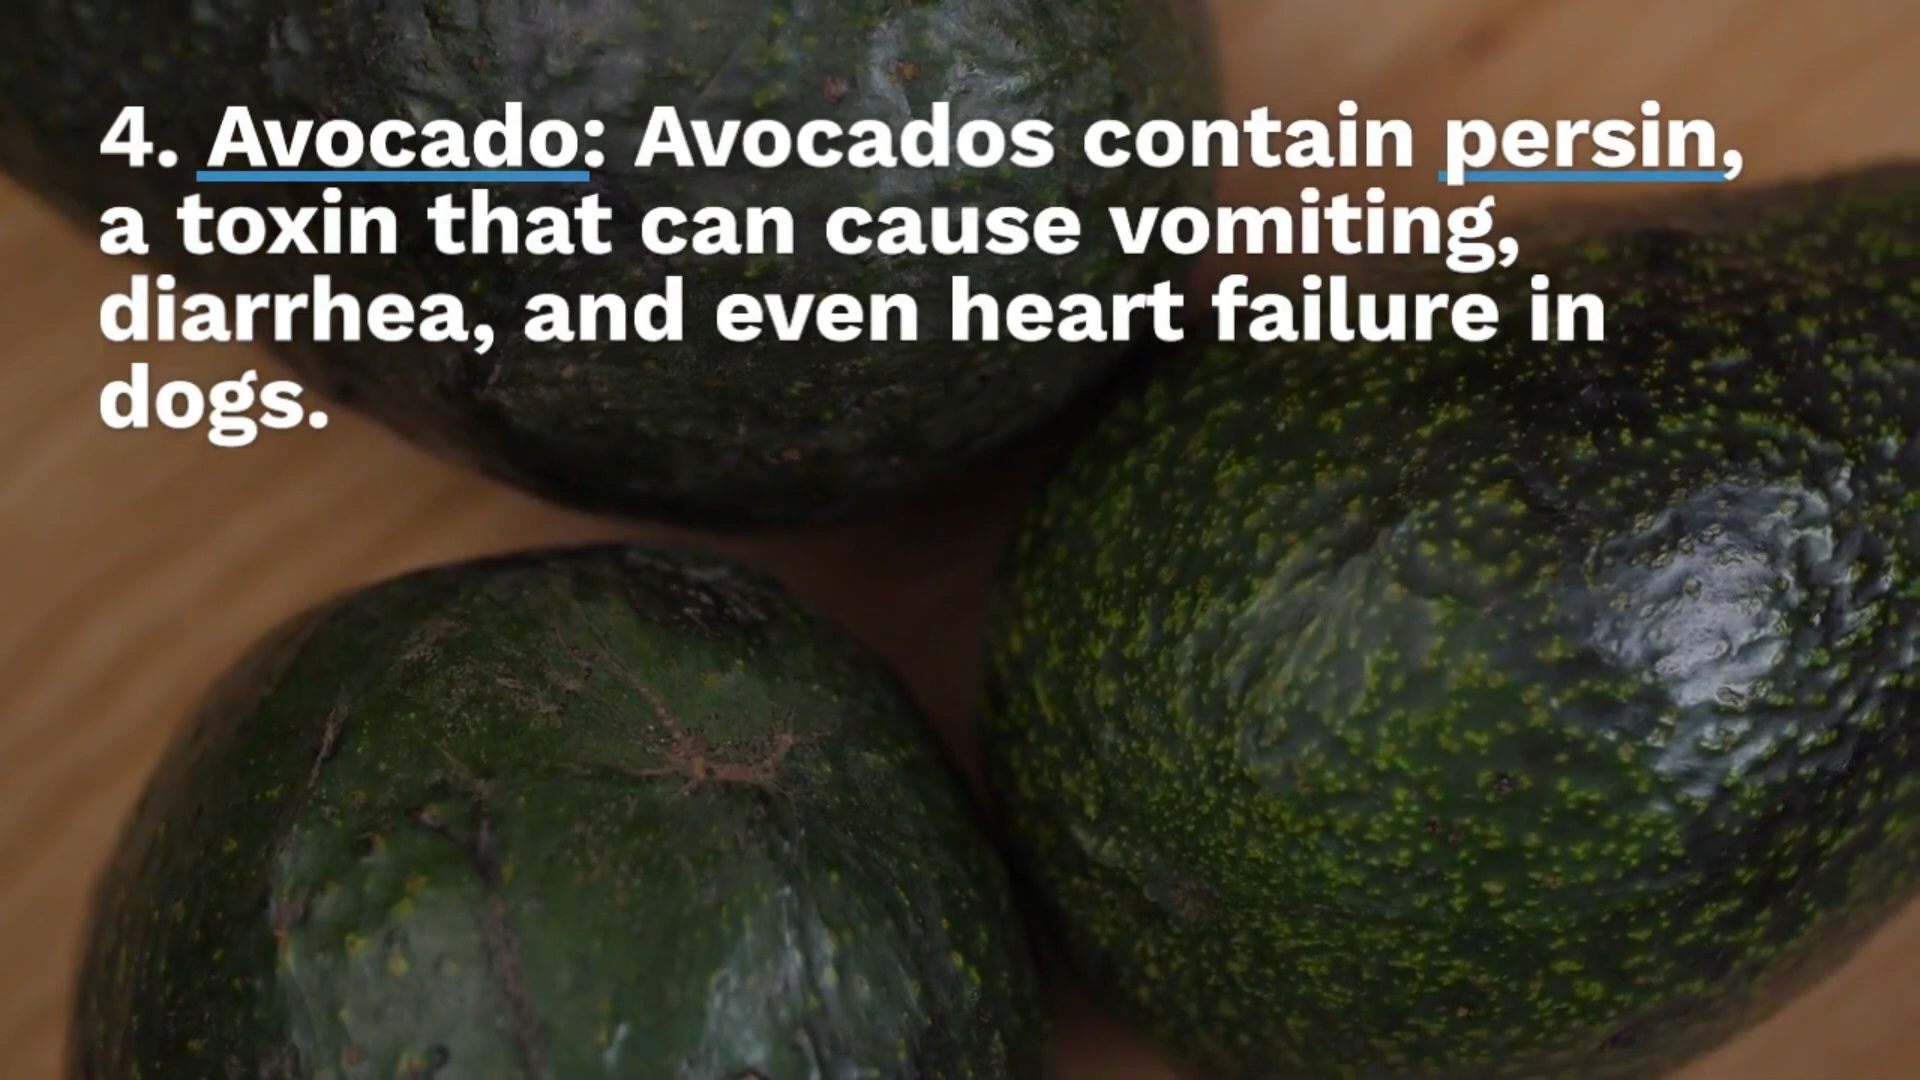 4. Avocado: Avocados contain persin,
a toxin that can cause vomiting,
diarrhea, and even heart failure in
dogs.